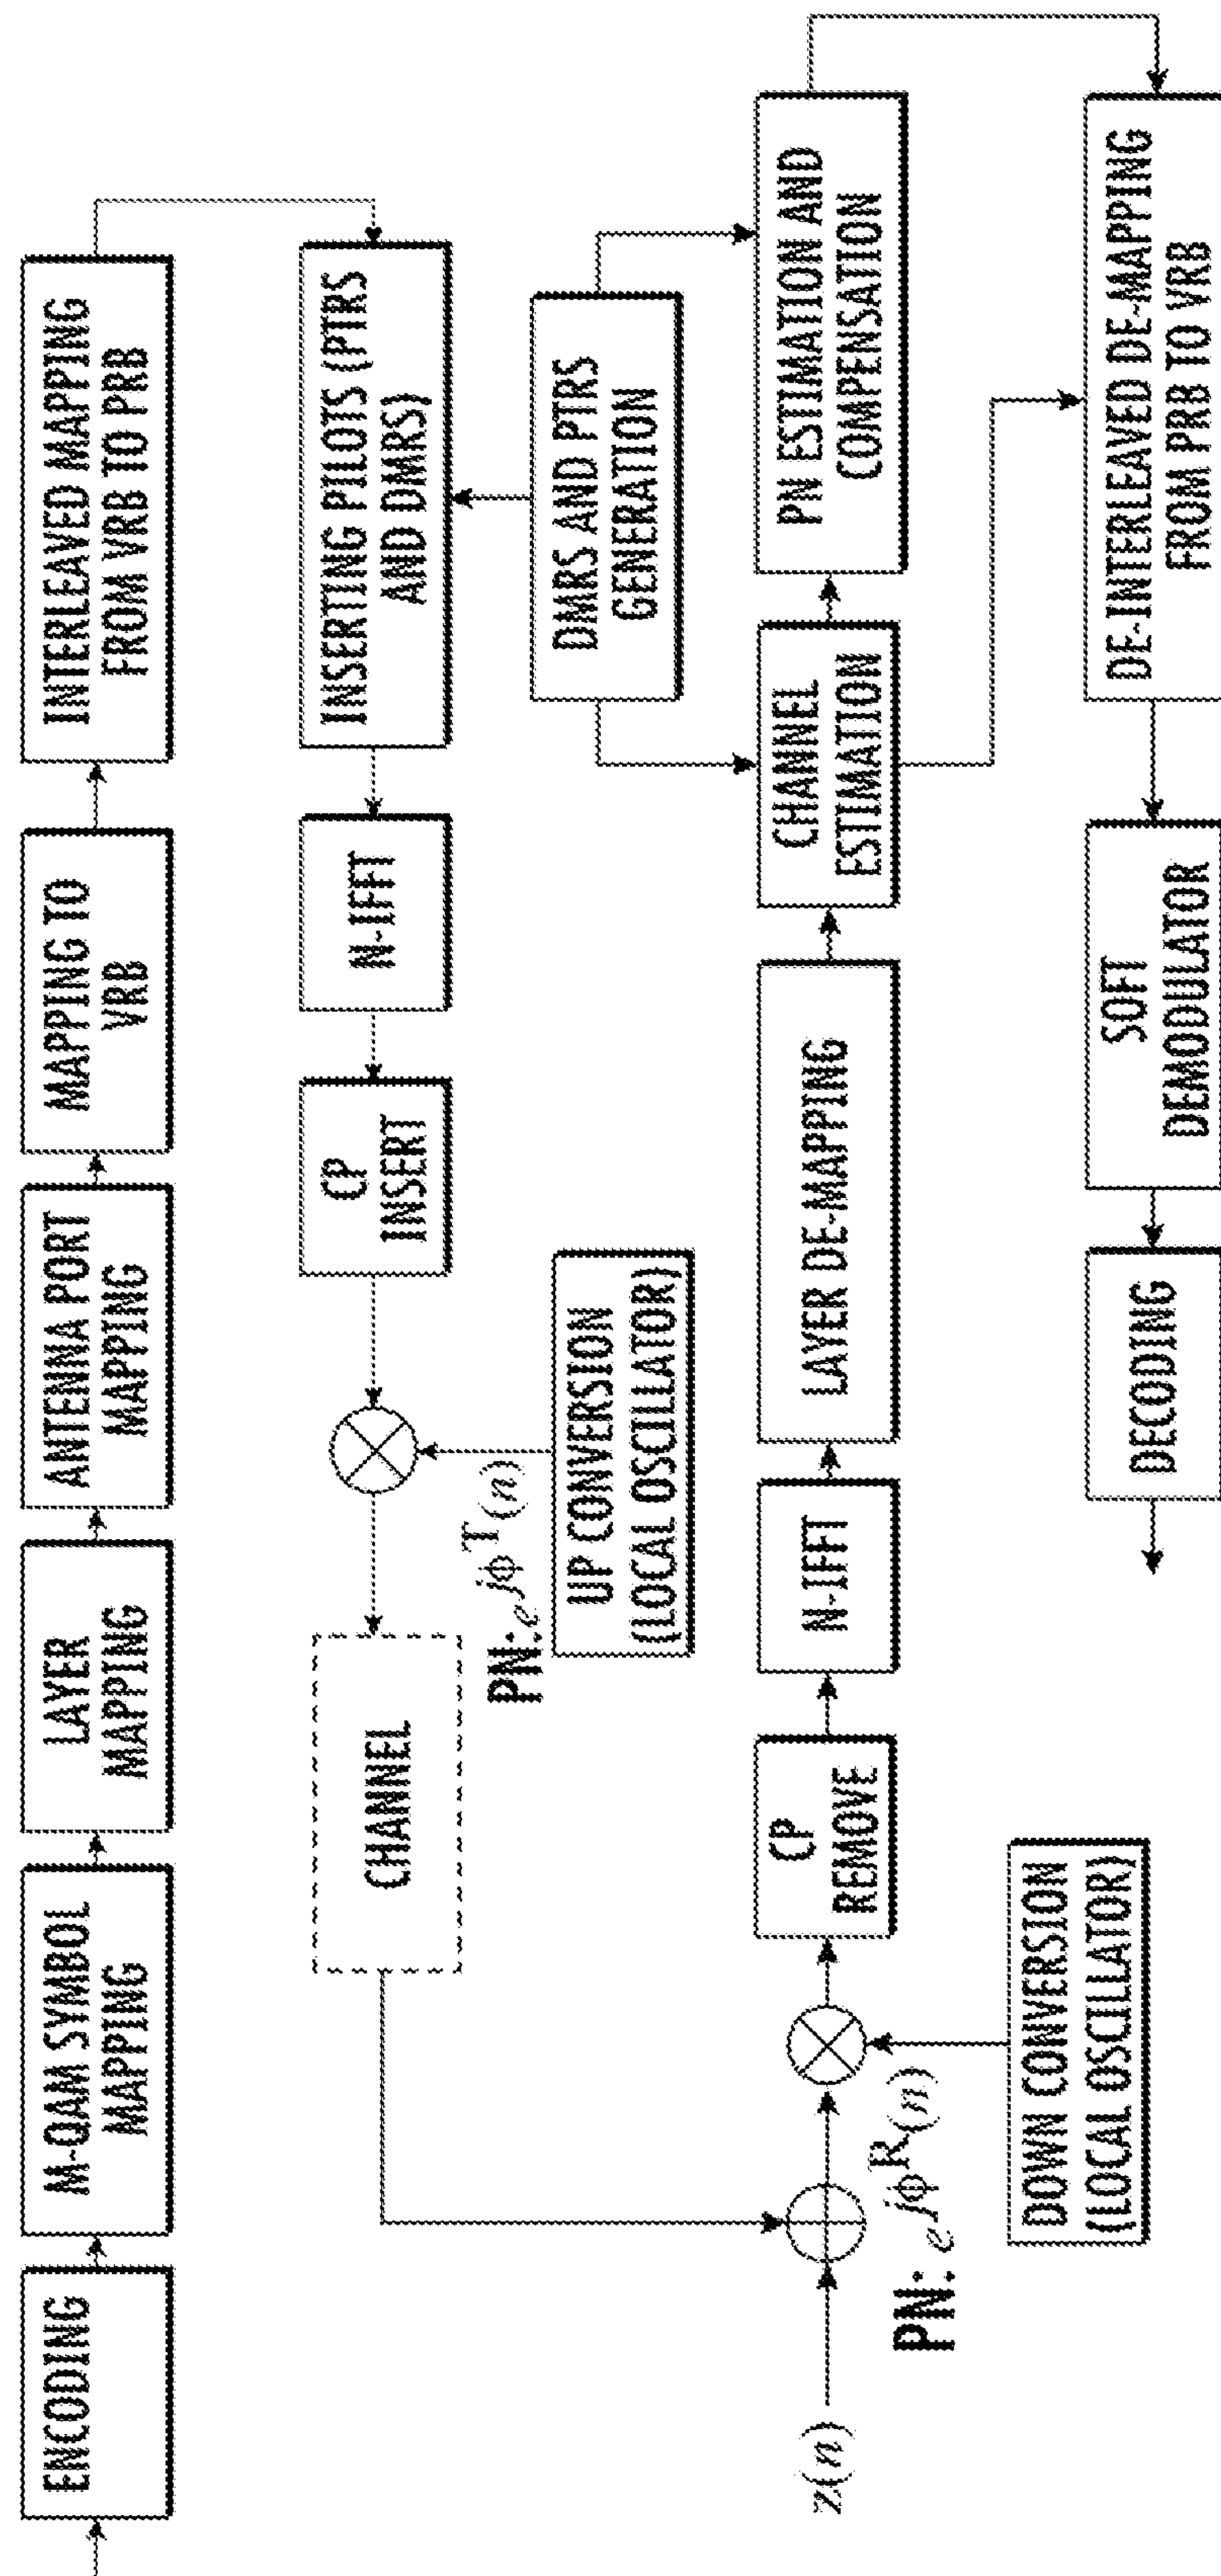 ENCODING
M-QAM SYMBOL
MAPPING
LAYER
MAPPING
ANTENNA PORT
MAPPING
MAPPING TO
VRB
INTERLEAVED MAPPING
FROM VRB TO PRB
CHANNEL
CP
INSERT
N-IFFT
INSERTING PILOTS (PTRS
AND DMRS)
PN: e^{jϕ^T(n)}
UP CONVERSION
(LOCAL OSCILLATOR)
DMRS AND PTRS
GENERATION
z(n)
CP
REMOVE
N-IFFT
LAYER DE-MAPPING
CHANNEL
ESTIMATION
PN ESTIMATION AND
COMPENSATION
PN: e^{jϕ^R(n)}
DOWN CONVERSION
(LOCAL OSCILLATOR)
DECODING
SOFT
DEMODULATOR
DE-INTERLEAVED DE-MAPPING
FROM PRB TO VRB